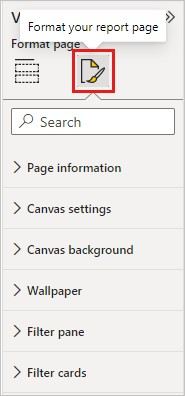 V
Format your report page
Format page
Search
Page information
Canvas settings
Canvas background
Wallpaper
Filter pane
Filter cards